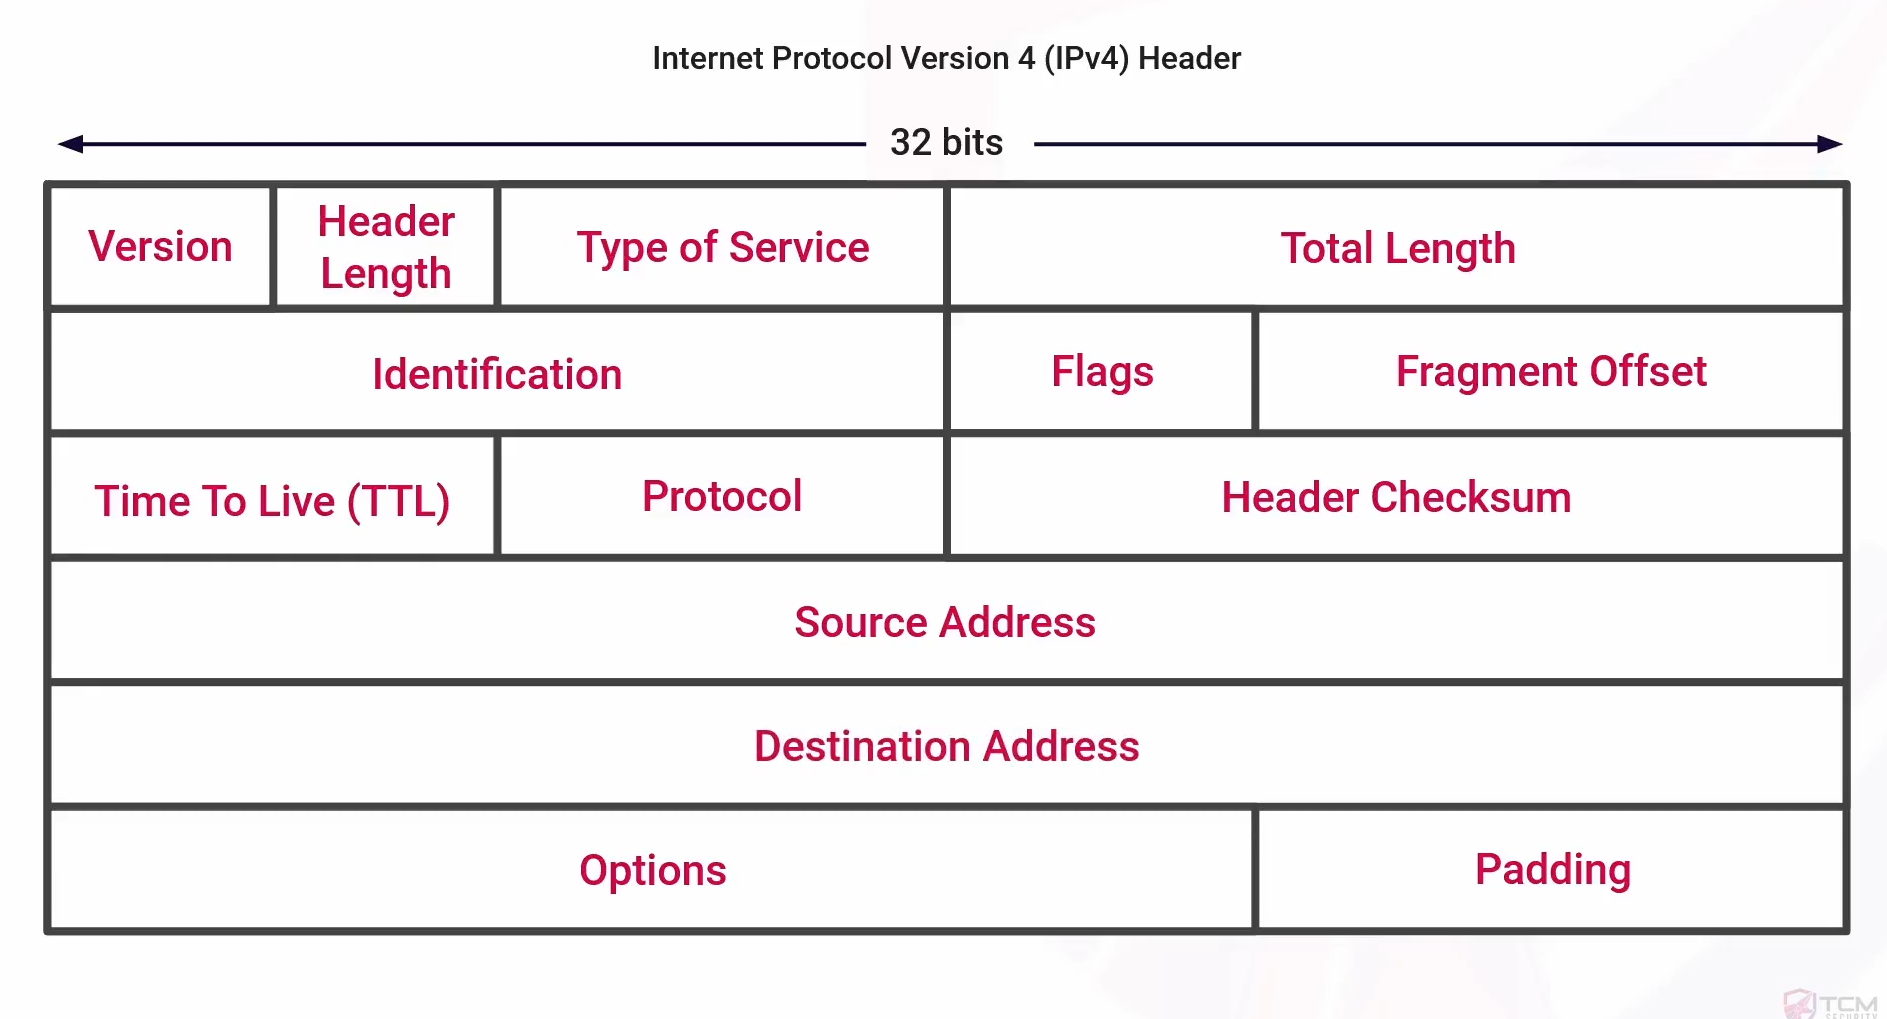 Internet Protocol Version 4 (IPv4) Header
32 bits
Version
Header
Length
Type of Service
Total Length
Identification
Flags
Fragment Offset
Time To Live (TTL)
Protocol
Header Checksum
Source Address
Destination Address
Options
Padding
TCM
SECURITY